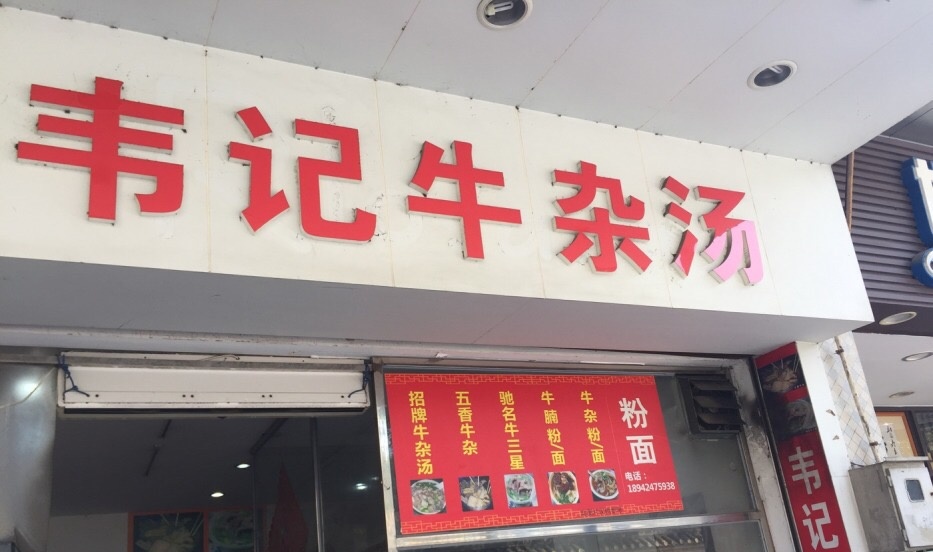 韦记牛杂汤
招牌牛杂汤
五香牛杂
驰名牛三星
牛腩粉/面
牛杂粉/面
粉面
电话：
18942475938
韦记